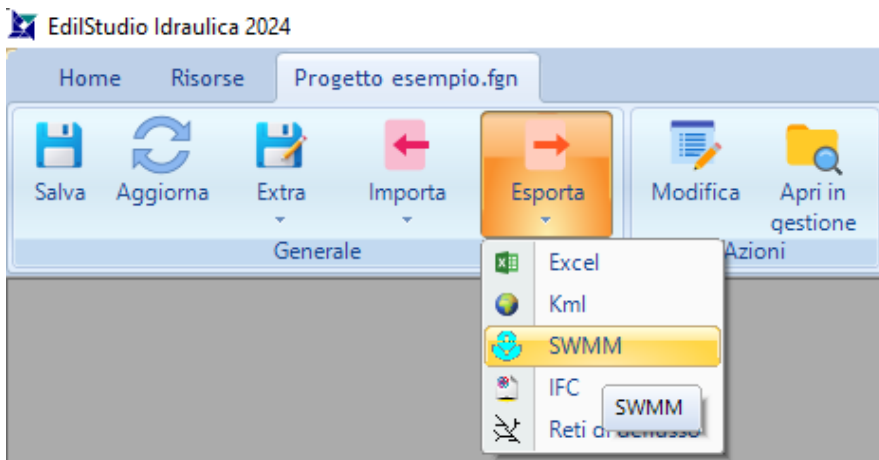 EdilStudio Idraulica 2024
Home Risorse Progetto esempio.fgn
Salva Aggiorna Extra Importa Esporta Modifica Apri in gestione
Generale Azioni
Excel
Kml
SWMM
IFC
SWMM
Reti di deflusso